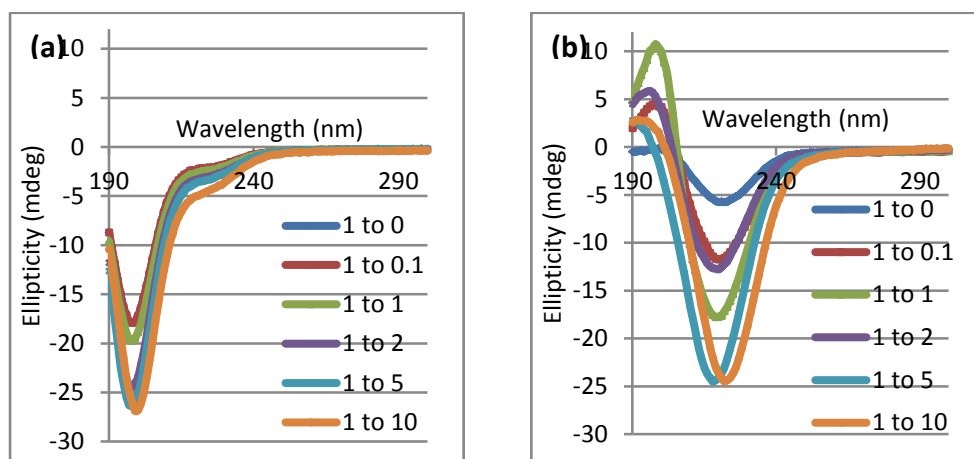 (a)
10
5
0
-5
-10
-15
-20
-25
-30
Ellipticity (mdeg)
Wavelength (nm)
190
240
290
1 to 0
1 to 0.1
1 to 1
1 to 2
1 to 5
1 to 10
(b)
10
5
0
-5
-10
-15
-20
-25
-30
Ellipticity (mdeg)
Wavelength (nm)
190
240
290
1 to 0
1 to 0.1
1 to 1
1 to 2
1 to 5
1 to 10